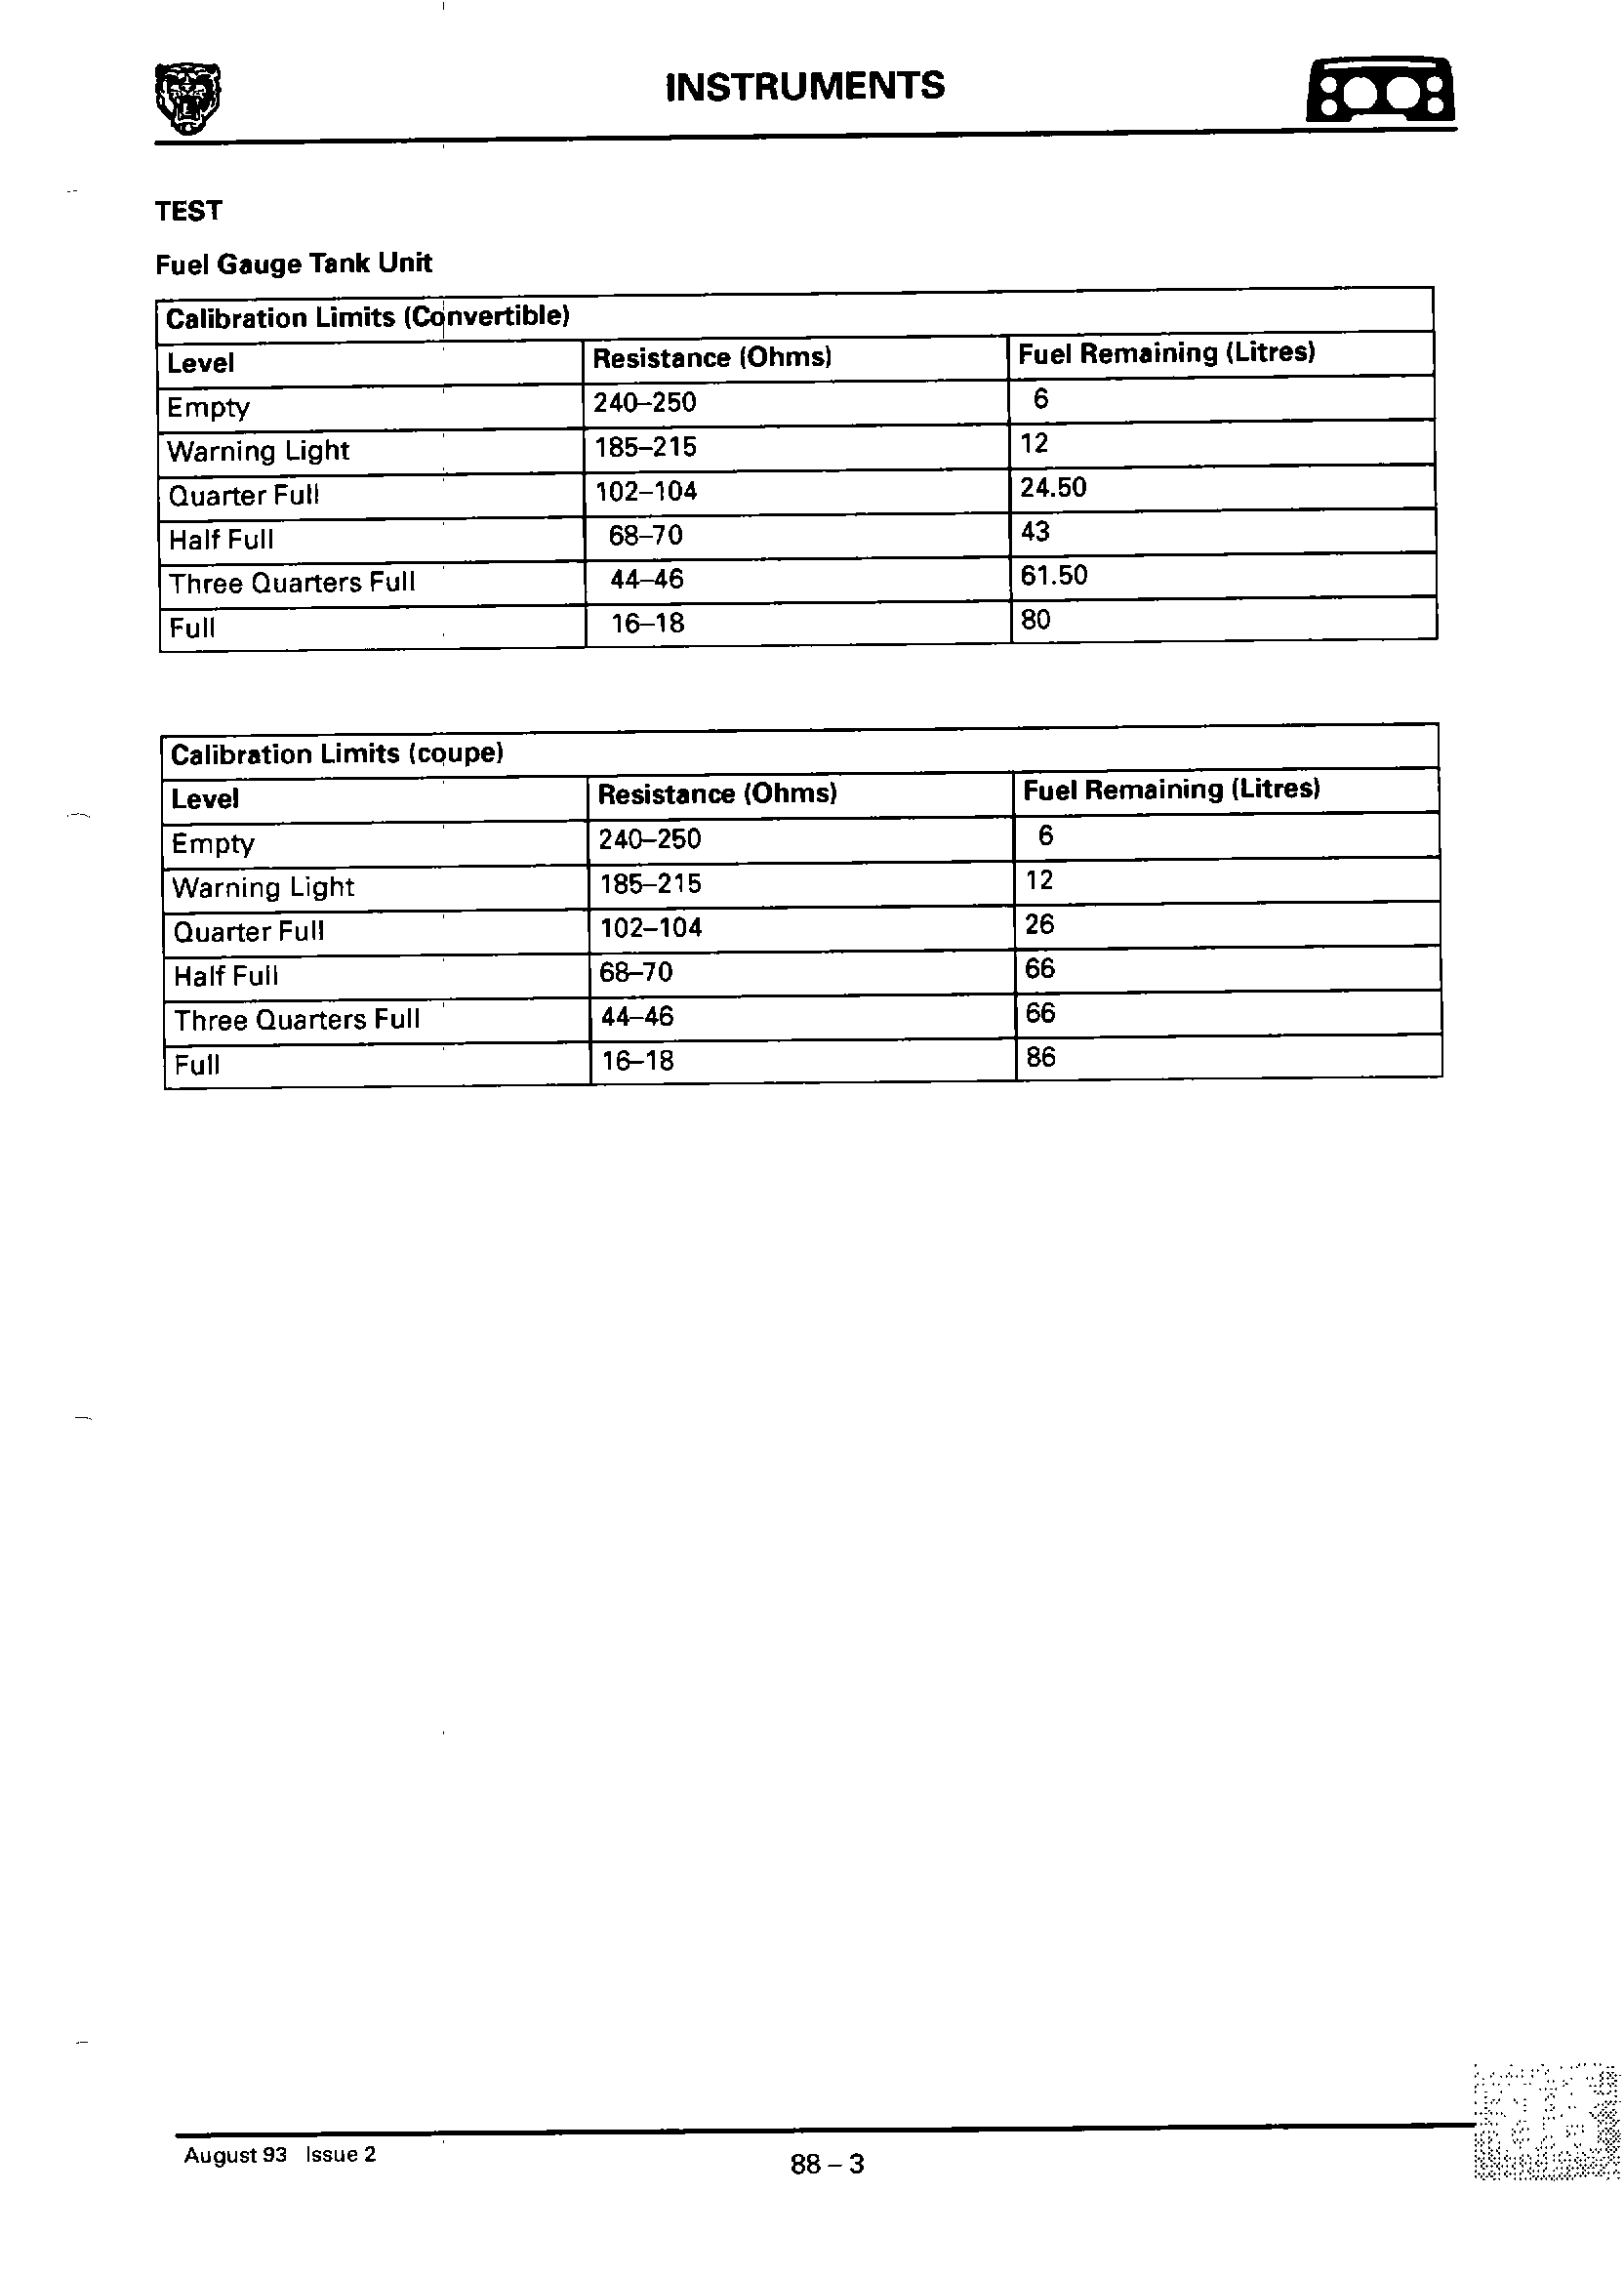 INSTRUMENTS
TEST
Fuel Gauge Tank Unit
Calibration Limits (Convertible)
Level Resistance (Ohms) Fuel Remaining (Litres)
Empty 240–250 6
Warning Light 185–215 12
Quarter Full 102–104 24.50
Half Full 68–70 43
Three Quarters Full 44–46 61.50
Full 16–18 80
Calibration Limits (coupe)
Level Resistance (Ohms) Fuel Remaining (Litres)
Empty 240–250 6
Warning Light 185–215 12
Quarter Full 102–104 26
Half Full 68–70 66
Three Quarters Full 44–46 66
Full 16–18 86
August 93 Issue 2
88 – 3